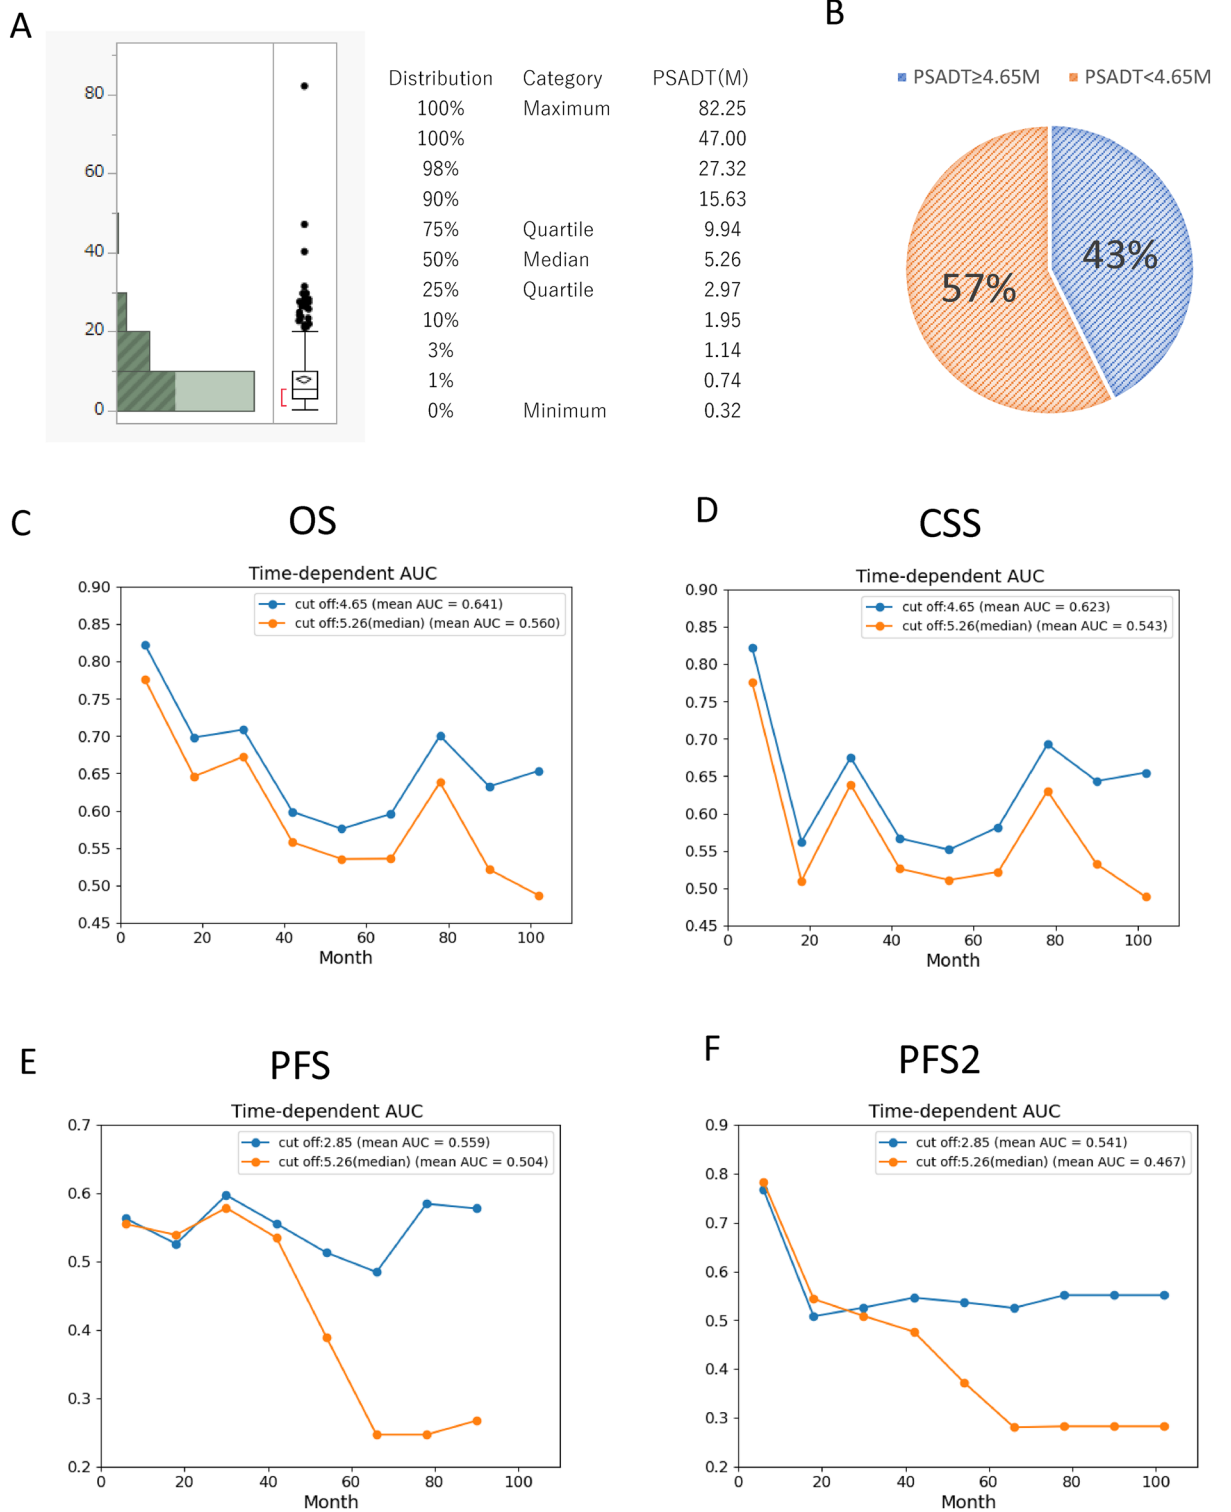 A
80
60
40
20
0
Distribution Category PSADT(M)
100% Maximum 82.25
100% 47.00
98% 27.32
90% 15.63
75% Quartile 9.94
50% Median 5.26
25% Quartile 2.97
10% 1.95
3% 1.14
1% 0.74
0% Minimum 0.32
B
PSADT≥4.65M PSADT<4.65M
43%
57%
C
OS
Time-dependent AUC
cut off:4.65 (mean AUC = 0.641)
cut off:5.26(median) (mean AUC = 0.560)
0.90
0.85
0.80
0.75
0.70
0.65
0.60
0.55
0.50
0.45
0 20 40 60 80 100
Month
D
CSS
Time-dependent AUC
cut off:4.65 (mean AUC = 0.623)
cut off:5.26(median) (mean AUC = 0.543)
0.90
0.85
0.80
0.75
0.70
0.65
0.60
0.55
0.50
0.45
0 20 40 60 80 100
Month
E
PFS
Time-dependent AUC
cut off:2.85 (mean AUC = 0.559)
cut off:5.26(median) (mean AUC = 0.504)
0.7
0.6
0.5
0.4
0.3
0.2
0 20 40 60 80 100
Month
F
PFS2
Time-dependent AUC
cut off:2.85 (mean AUC = 0.541)
cut off:5.26(median) (mean AUC = 0.467)
0.9
0.8
0.7
0.6
0.5
0.4
0.3
0.2
0 20 40 60 80 100
Month